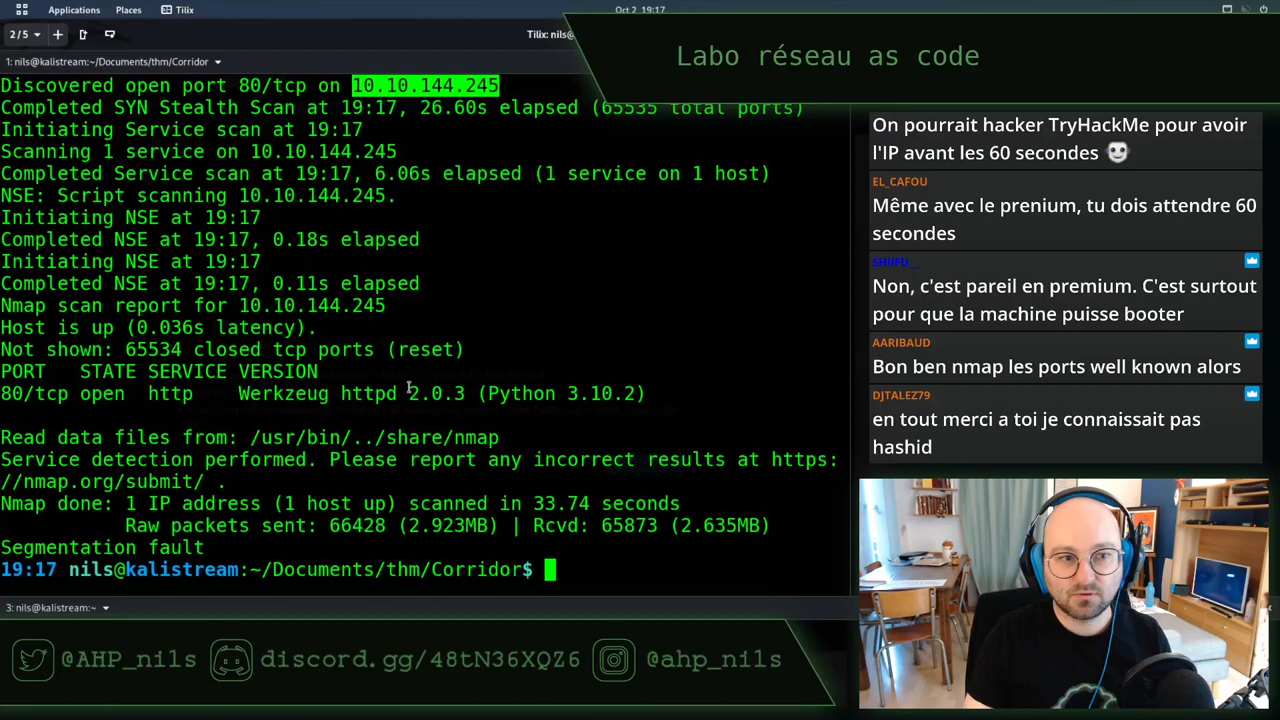 Applications Places Tilix
Oct 2 19:17
2/5
Tilix: nils@
Labo réseau as code
1: nils@kalistream:~/Documents/thm/Corridor
Discovered open port 80/tcp on 10.10.144.245
Completed SYN Stealth Scan at 19:17, 26.60s elapsed (65535 total ports)
Initiating Service scan at 19:17
Scanning 1 service on 10.10.144.245
Completed Service scan at 19:17, 6.06s elapsed (1 service on 1 host)
NSE: Script scanning 10.10.144.245.
Initiating NSE at 19:17
Completed NSE at 19:17, 0.18s elapsed
Initiating NSE at 19:17
Completed NSE at 19:17, 0.11s elapsed
Nmap scan report for 10.10.144.245
Host is up (0.036s latency).
Not shown: 65534 closed tcp ports (reset)
PORT STATE SERVICE VERSION
80/tcp open http Werkzeug httpd 2.0.3 (Python 3.10.2)
Read data files from: /usr/bin/../share/nmap
Service detection performed. Please report any incorrect results at https:
//nmap.org/submit/ .
Nmap done: 1 IP address (1 host up) scanned in 33.74 seconds
Raw packets sent: 66428 (2.923MB) | Rcvd: 65873 (2.635MB)
Segmentation fault
19:17 nils@kalistream:~/Documents/thm/Corridor$
3: nils@kalistream:~
On pourrait hacker TryHackMe pour avoir
l'IP avant les 60 secondes
EL_CAFOU
Même avec le prenium, tu dois attendre 60
secondes
SHIIFU_
Non, c'est pareil en premium. C'est surtout
pour que la machine puisse booter
AARIBAUD
Bon ben nmap les ports well known alors
DJTALEZ79
en tout merci a toi je connaissait pas
hashid
@AHP_nils discord.gg/48tN36XQZ6 @ahp_nils